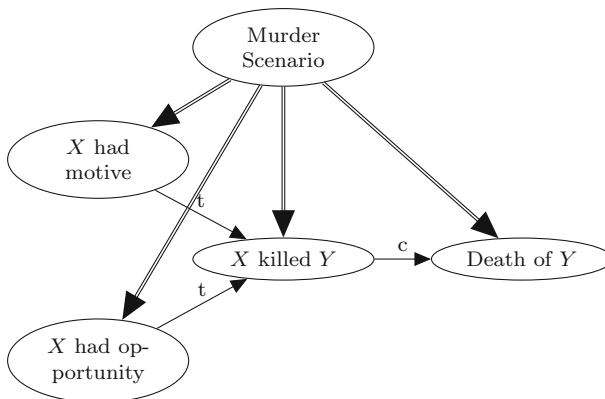 Murder
Scenario
X had
motive
t
X killed Y
c
Death of Y
t
X had op-
portunity